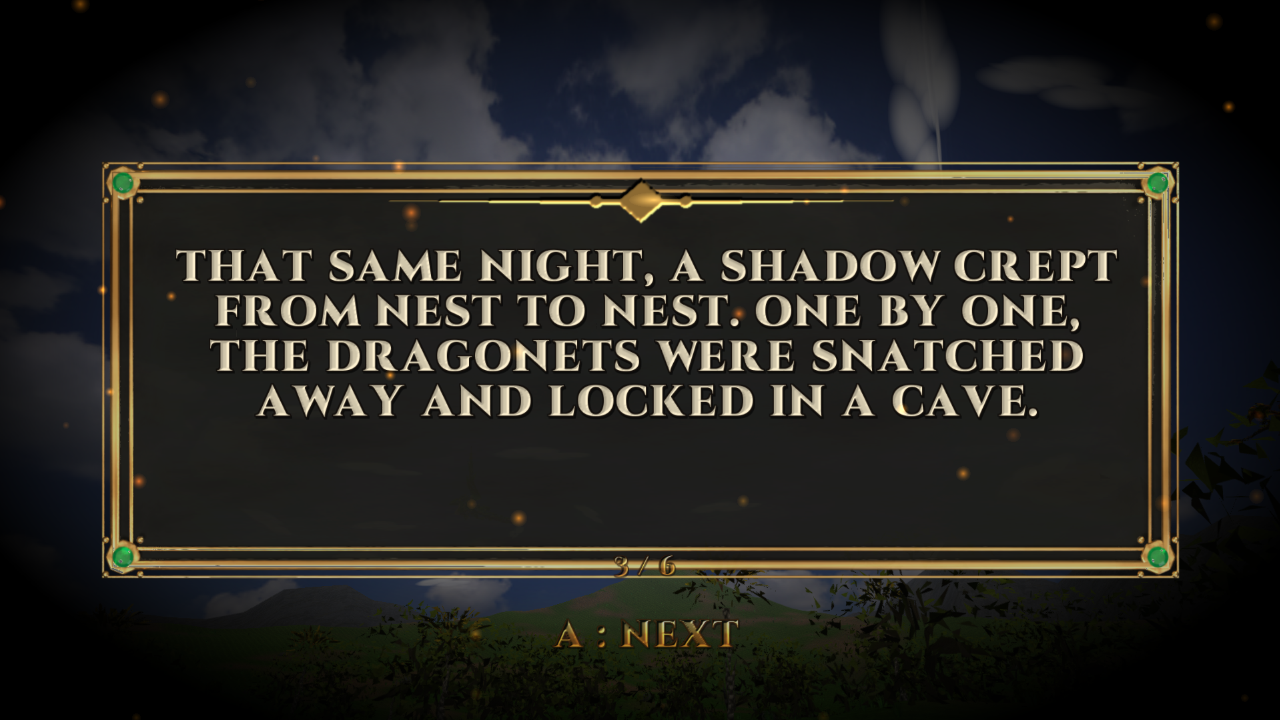 THAT SAME NIGHT, A SHADOW CREPT
FROM NEST TO NEST. ONE BY ONE,
THE DRAGONETS WERE SNATCHED
AWAY AND LOCKED IN A CAVE.
3 / 6
A : NEXT